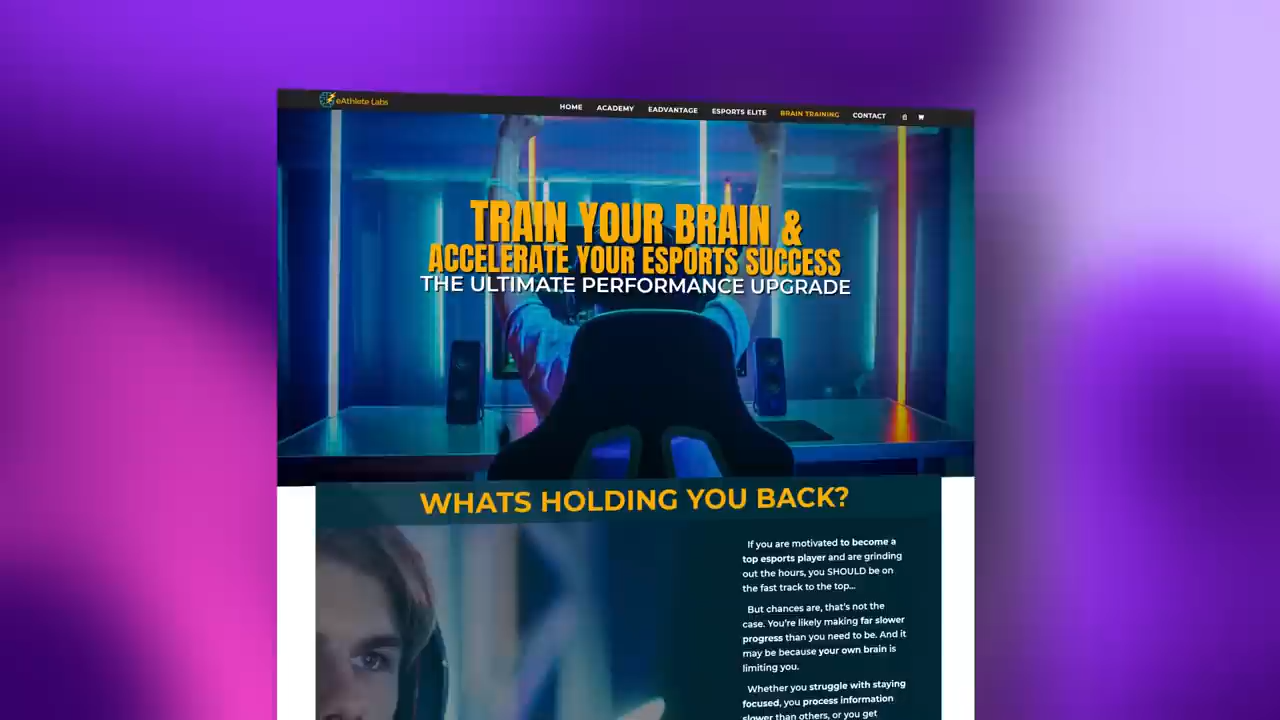 eAthlete Labs
HOME ACADEMY EADVANTAGE ESPORTS ELITE BRAIN TRAINING CONTACT
TRAIN YOUR BRAIN &
ACCELERATE YOUR ESPORTS SUCCESS
THE ULTIMATE PERFORMANCE UPGRADE
WHATS HOLDING YOU BACK?
If you are motivated to become a
top esports player and are grinding
out the hours, you SHOULD be on
the fast track to the top...
But chances are, that's not the
case. You're likely making far slower
progress than you need to be. And it
may be because your own brain is
limiting you.
Whether you struggle with staying
focused, you process information
slower than others, or you get